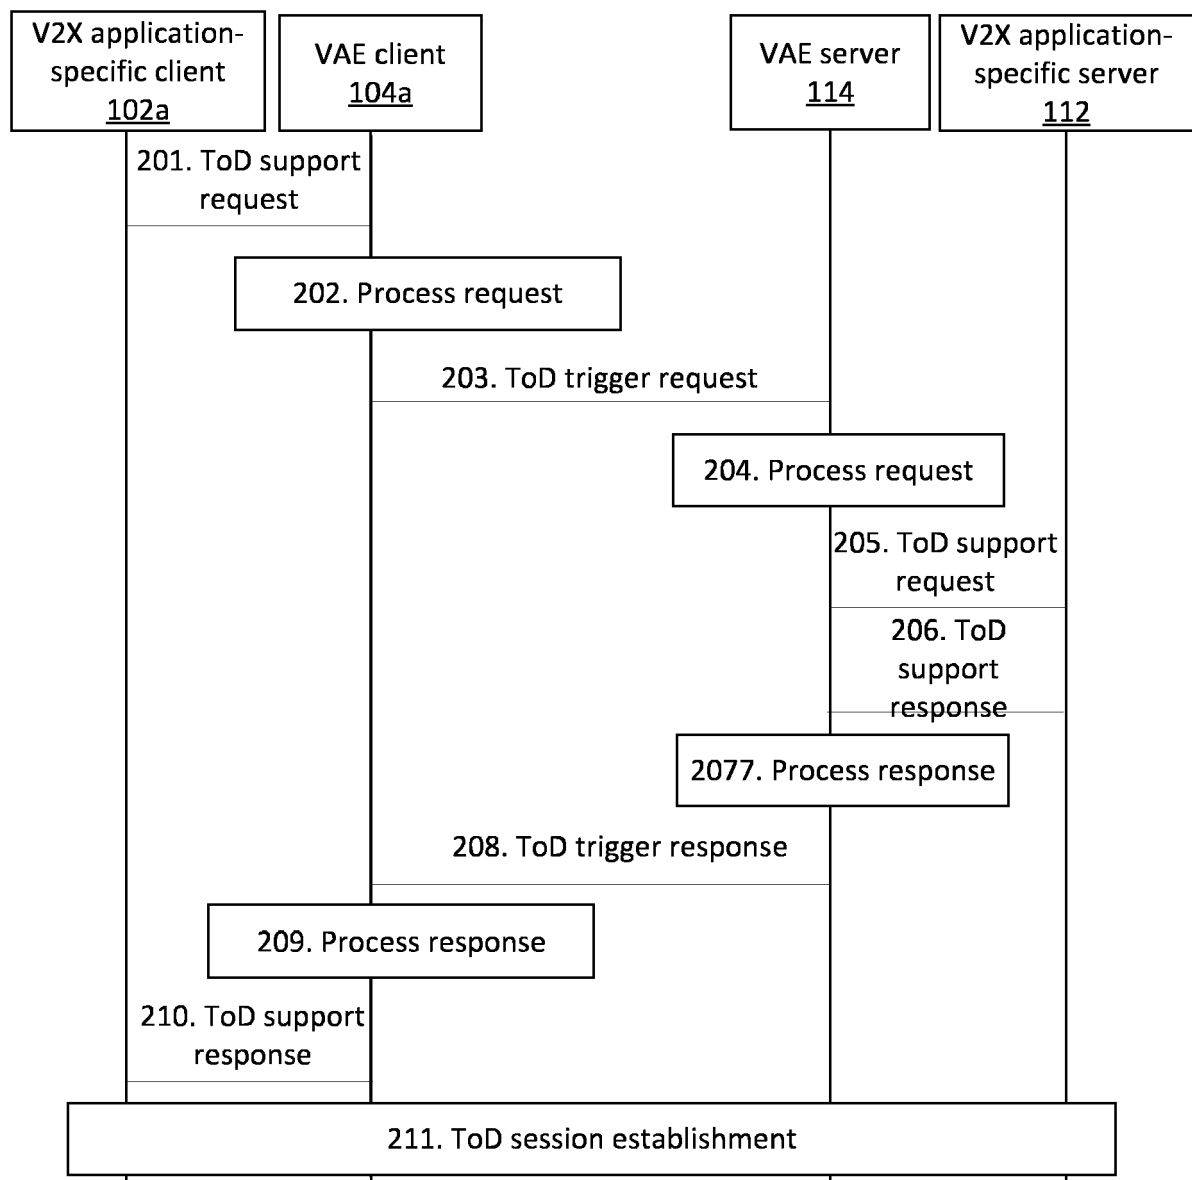 V2X application-
specific client
102a
VAE client
104a
VAE server
114
V2X application-
specific server
112
201. ToD support
request
202. Process request
203. ToD trigger request
204. Process request
205. ToD support
request
206. ToD
support
response
2077. Process response
208. ToD trigger response
209. Process response
210. ToD support
response
211. ToD session establishment